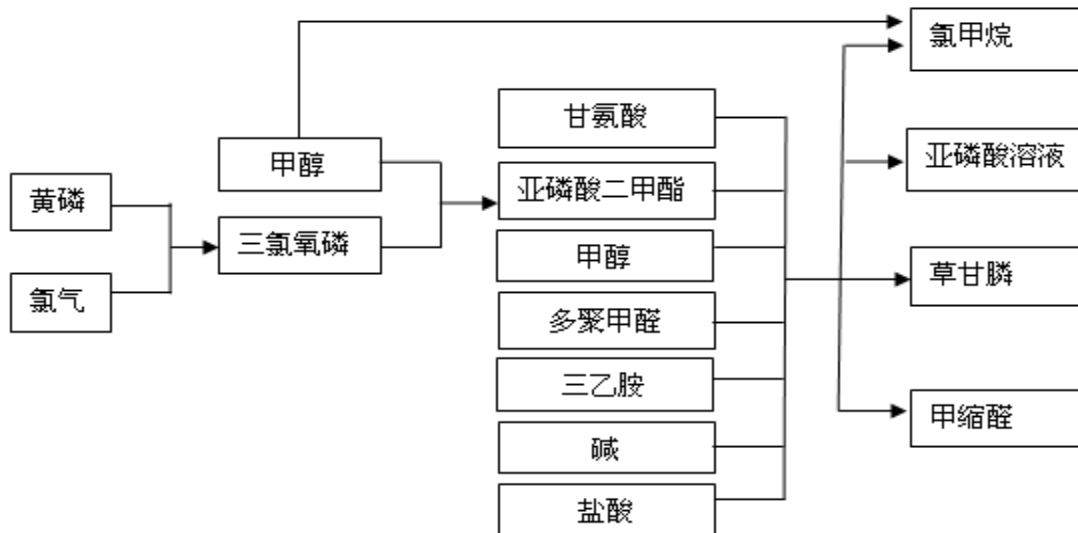 氯甲烷
甘氨酸
甲醇
亚磷酸溶液
黄磷
亚磷酸二甲酯
三氯氧磷
甲醇
草甘膦
氯气
多聚甲醛
三乙胺
甲缩醛
碱
盐酸